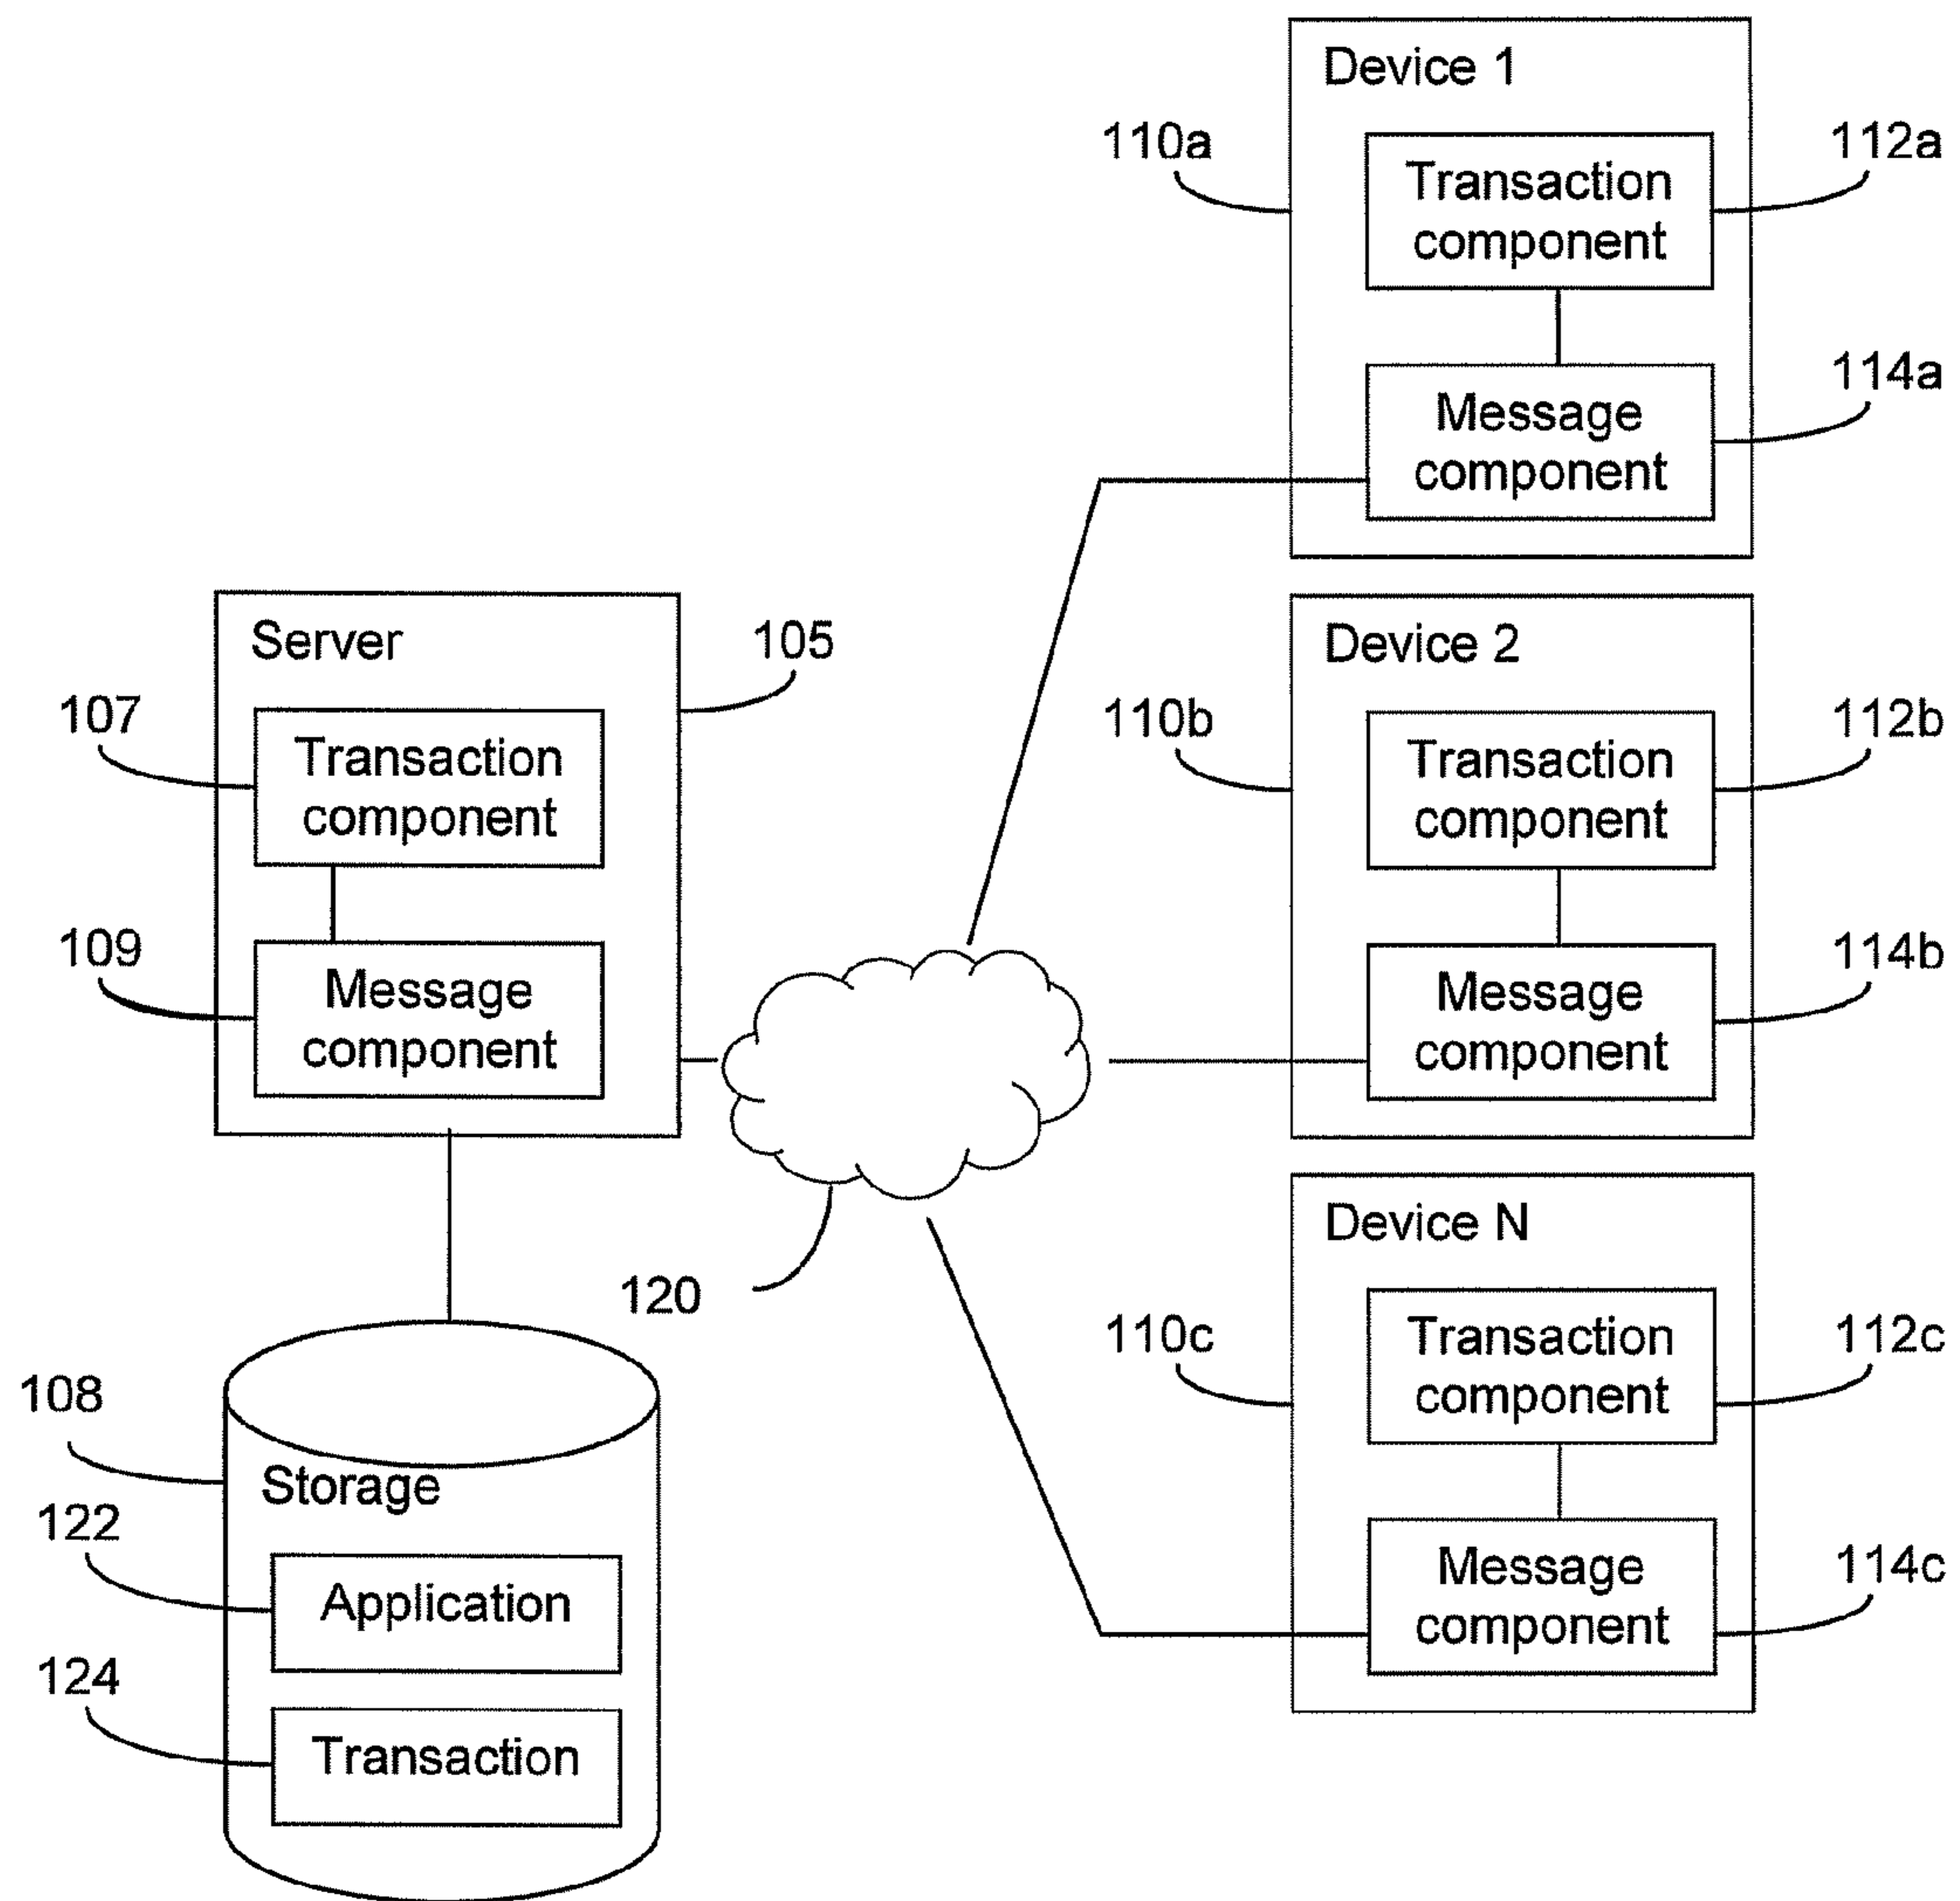 Device 1
110a
112a
Transaction
component
114a
Message
component
Server
105
107
Transaction
component
109
Message
component
Device 2
110b
112b
Transaction
component
114b
Message
component
120
Device N
110c
112c
Transaction
component
114c
Message
component
108
Storage
122
Application
124
Transaction